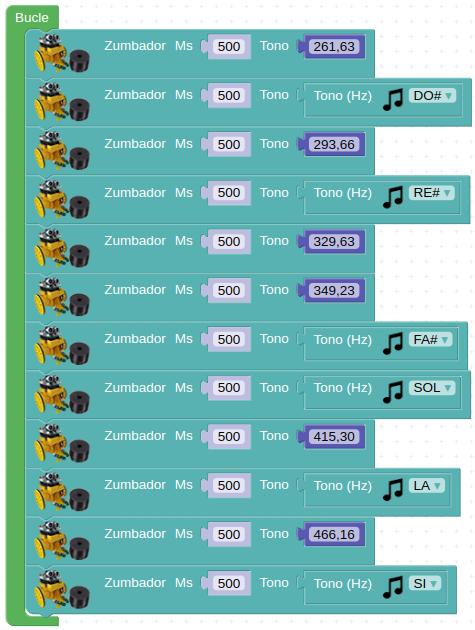 Bucle
Zumbador Ms 500 Tono 261,63
Zumbador Ms 500 Tono Tono (Hz) DO#
Zumbador Ms 500 Tono 293,66
Zumbador Ms 500 Tono Tono (Hz) RE#
Zumbador Ms 500 Tono 329,63
Zumbador Ms 500 Tono 349,23
Zumbador Ms 500 Tono Tono (Hz) FA#
Zumbador Ms 500 Tono Tono (Hz) SOL
Zumbador Ms 500 Tono 415,30
Zumbador Ms 500 Tono Tono (Hz) LA
Zumbador Ms 500 Tono 466,16
Zumbador Ms 500 Tono Tono (Hz) SI